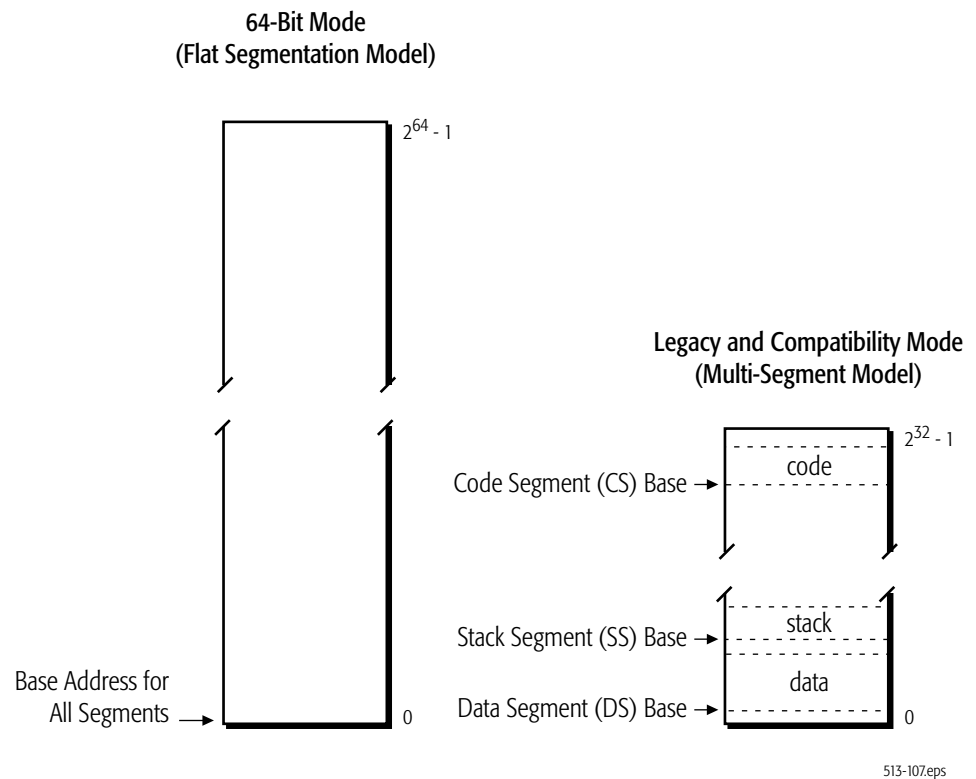 64-Bit Mode
(Flat Segmentation Model)
2^64 - 1
Base Address for
All Segments
0
Legacy and Compatibility Mode
(Multi-Segment Model)
2^32 - 1
code
Code Segment (CS) Base
stack
Stack Segment (SS) Base
data
Data Segment (DS) Base
0
513-107.eps